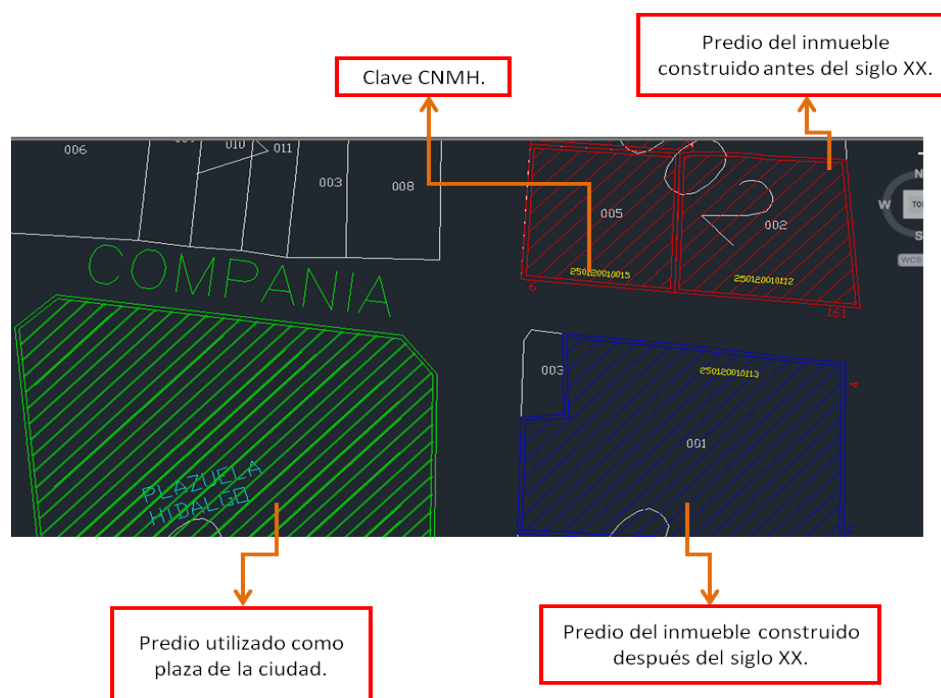 Predio del inmueble
construido antes del siglo XX.
Clave CNMH.
006
010
011
003
008
005
002
N
W
S
WCS
COMPANIA
250120010015
250120010112
6
161
003
250120010113
4
001
PLAZUELA
HIDALGO
Predio utilizado como
plaza de la ciudad.
Predio del inmueble construido
después del siglo XX.